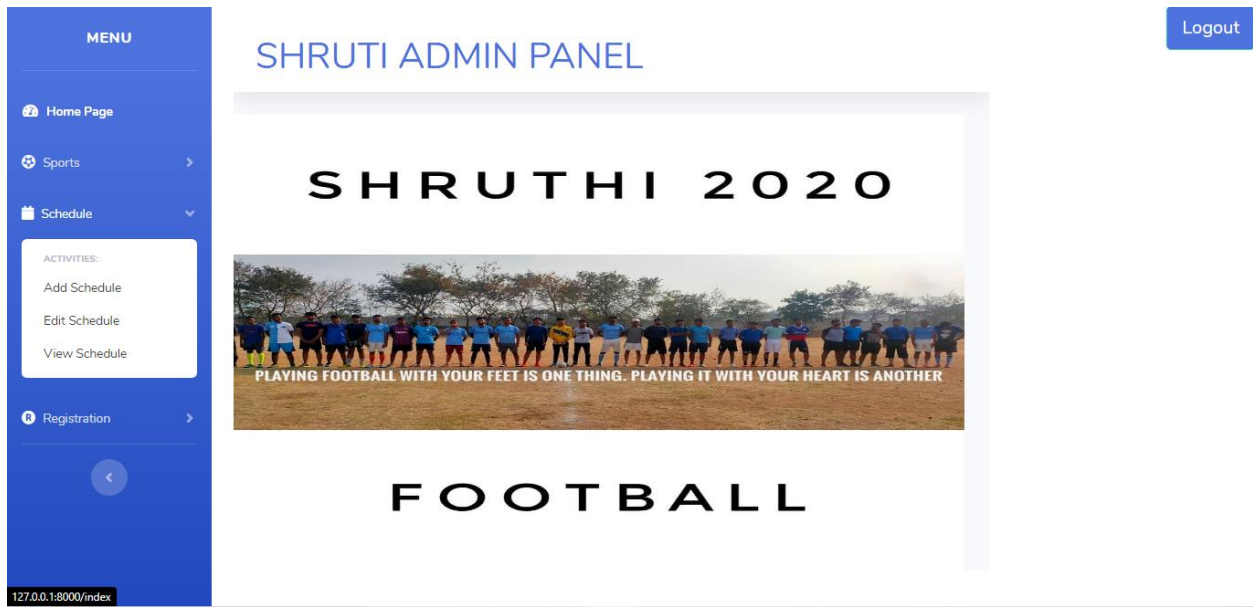 MENU
Home Page
Sports
Schedule
ACTIVITIES:
Add Schedule
Edit Schedule
View Schedule
Registration
127.0.0.1:8000/index
SHRUTI ADMIN PANEL
Logout
SHRUTHI 2020
PLAYING FOOTBALL WITH YOUR FEET IS ONE THING. PLAYING IT WITH YOUR HEART IS ANOTHER
FOOTBALL